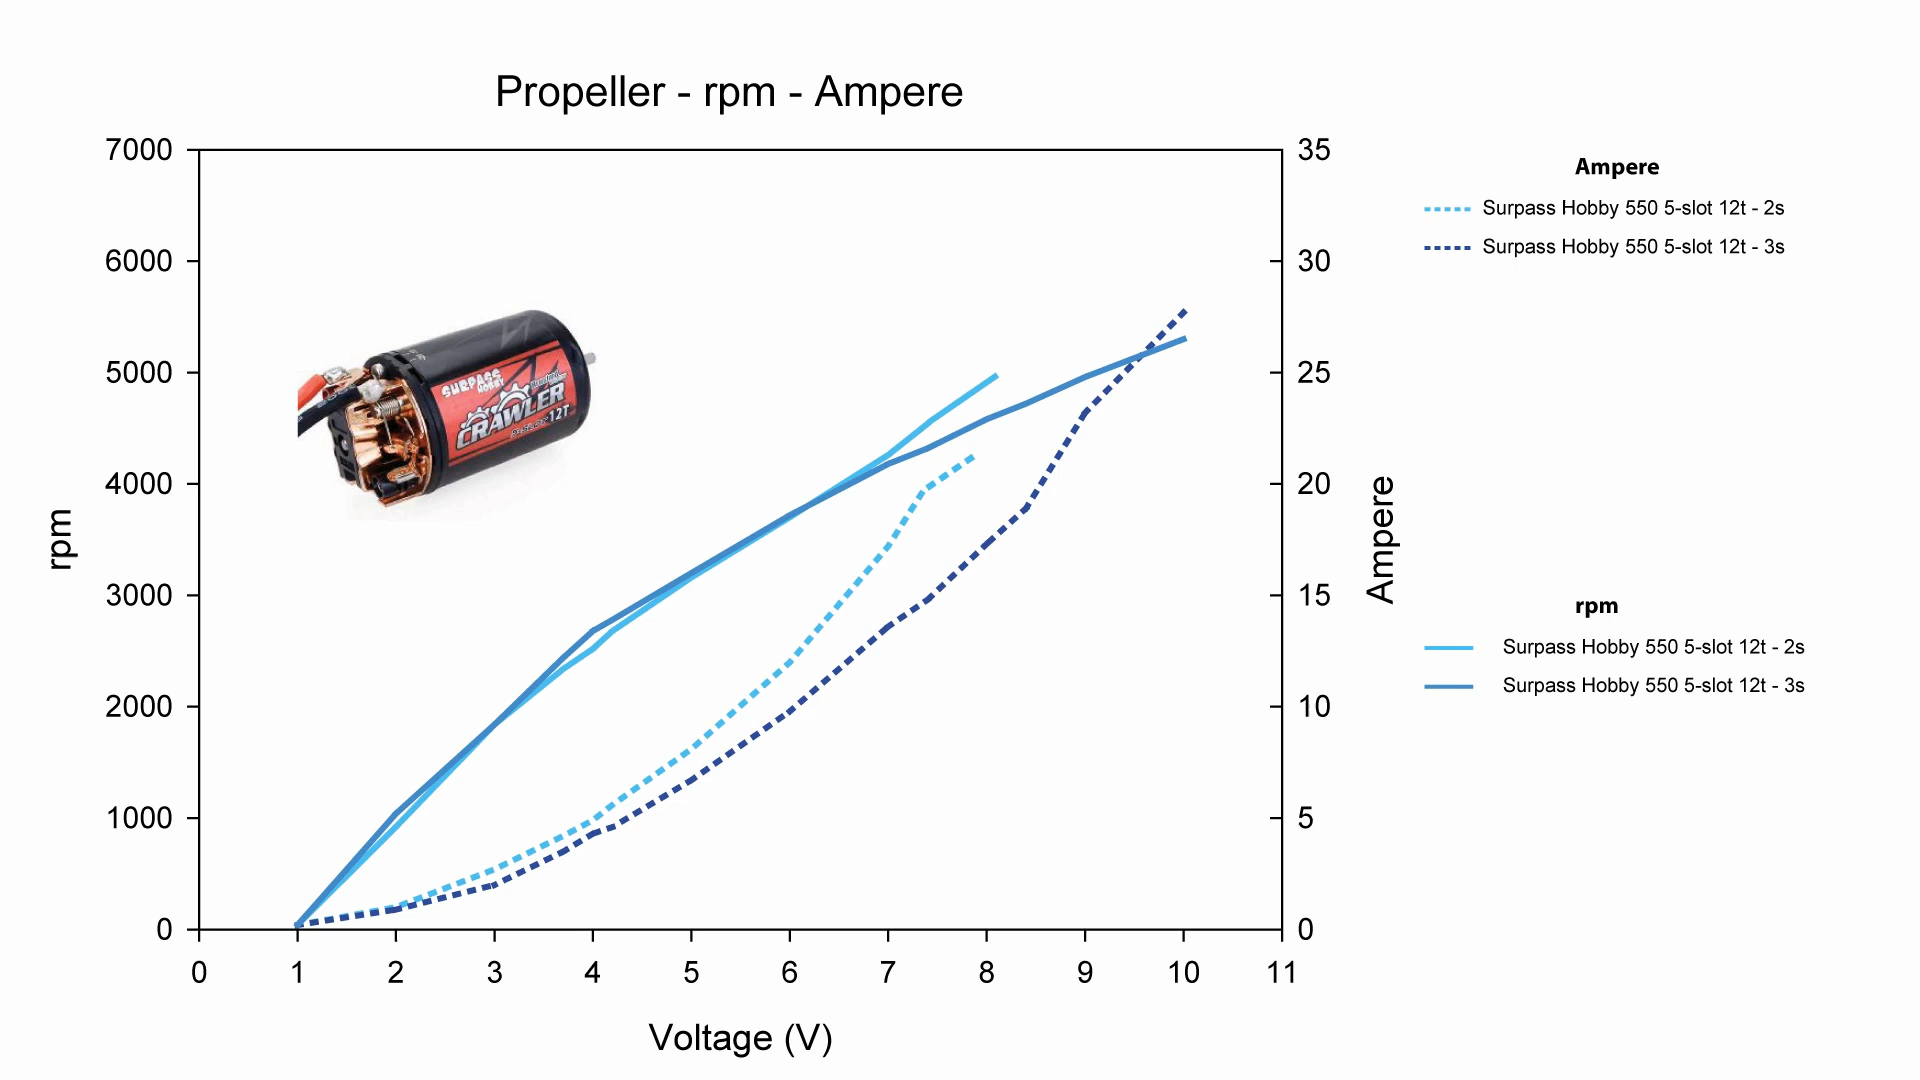 Propeller - rpm - Ampere
7000
6000
5000
4000
3000
2000
1000
0
rpm
35
30
25
20
15
10
5
0
Ampere
0 1 2 3 4 5 6 7 8 9 10 11
Voltage (V)
SURPASS
HOBBY
CRAWLER
12T
Ampere
Surpass Hobby 550 5-slot 12t - 2s
Surpass Hobby 550 5-slot 12t - 3s
rpm
Surpass Hobby 550 5-slot 12t - 2s
Surpass Hobby 550 5-slot 12t - 3s